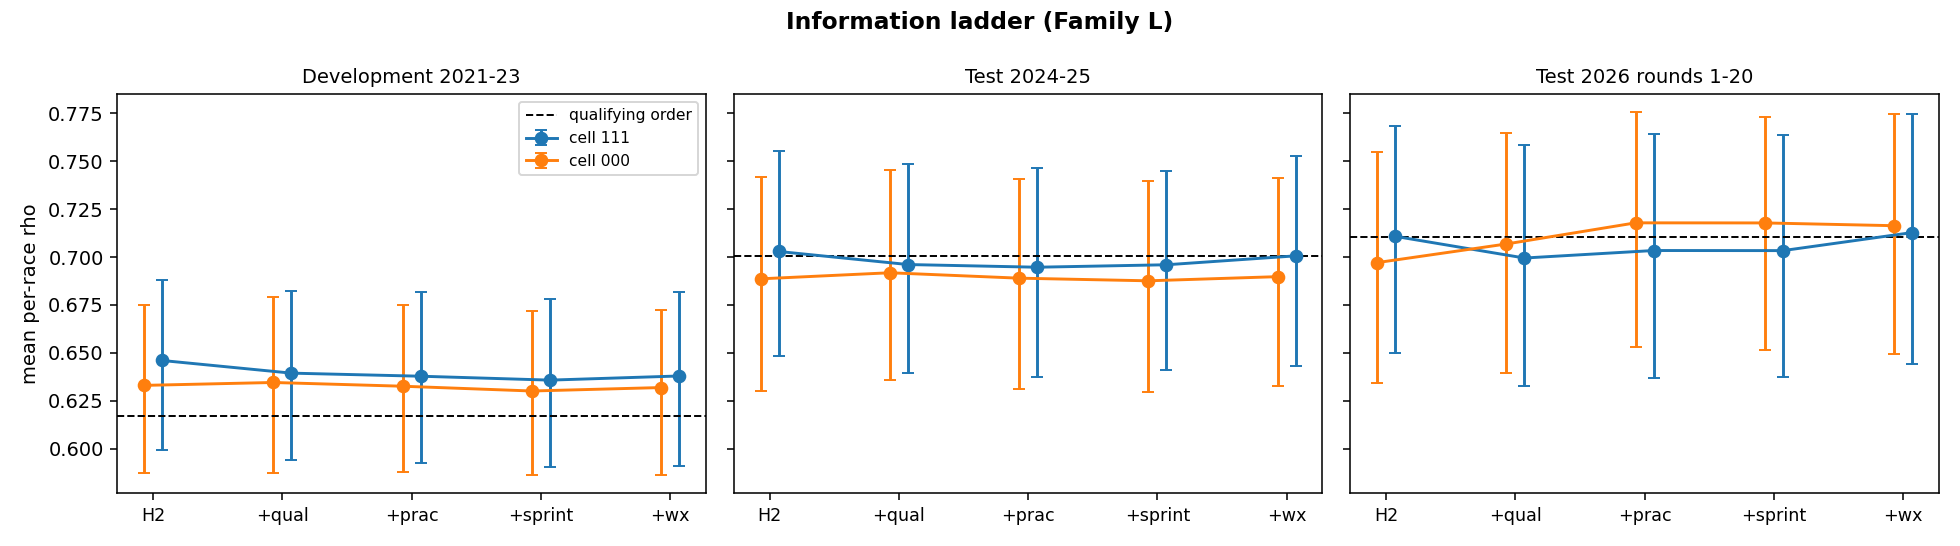 Information ladder (Family L)
Development 2021-23
Test 2024-25
Test 2026 rounds 1-20
qualifying order
cell 111
cell 000
mean per-race rho
0.775
0.750
0.725
0.700
0.675
0.650
0.625
0.600
H2 +qual +prac +sprint +wx
H2 +qual +prac +sprint +wx
H2 +qual +prac +sprint +wx